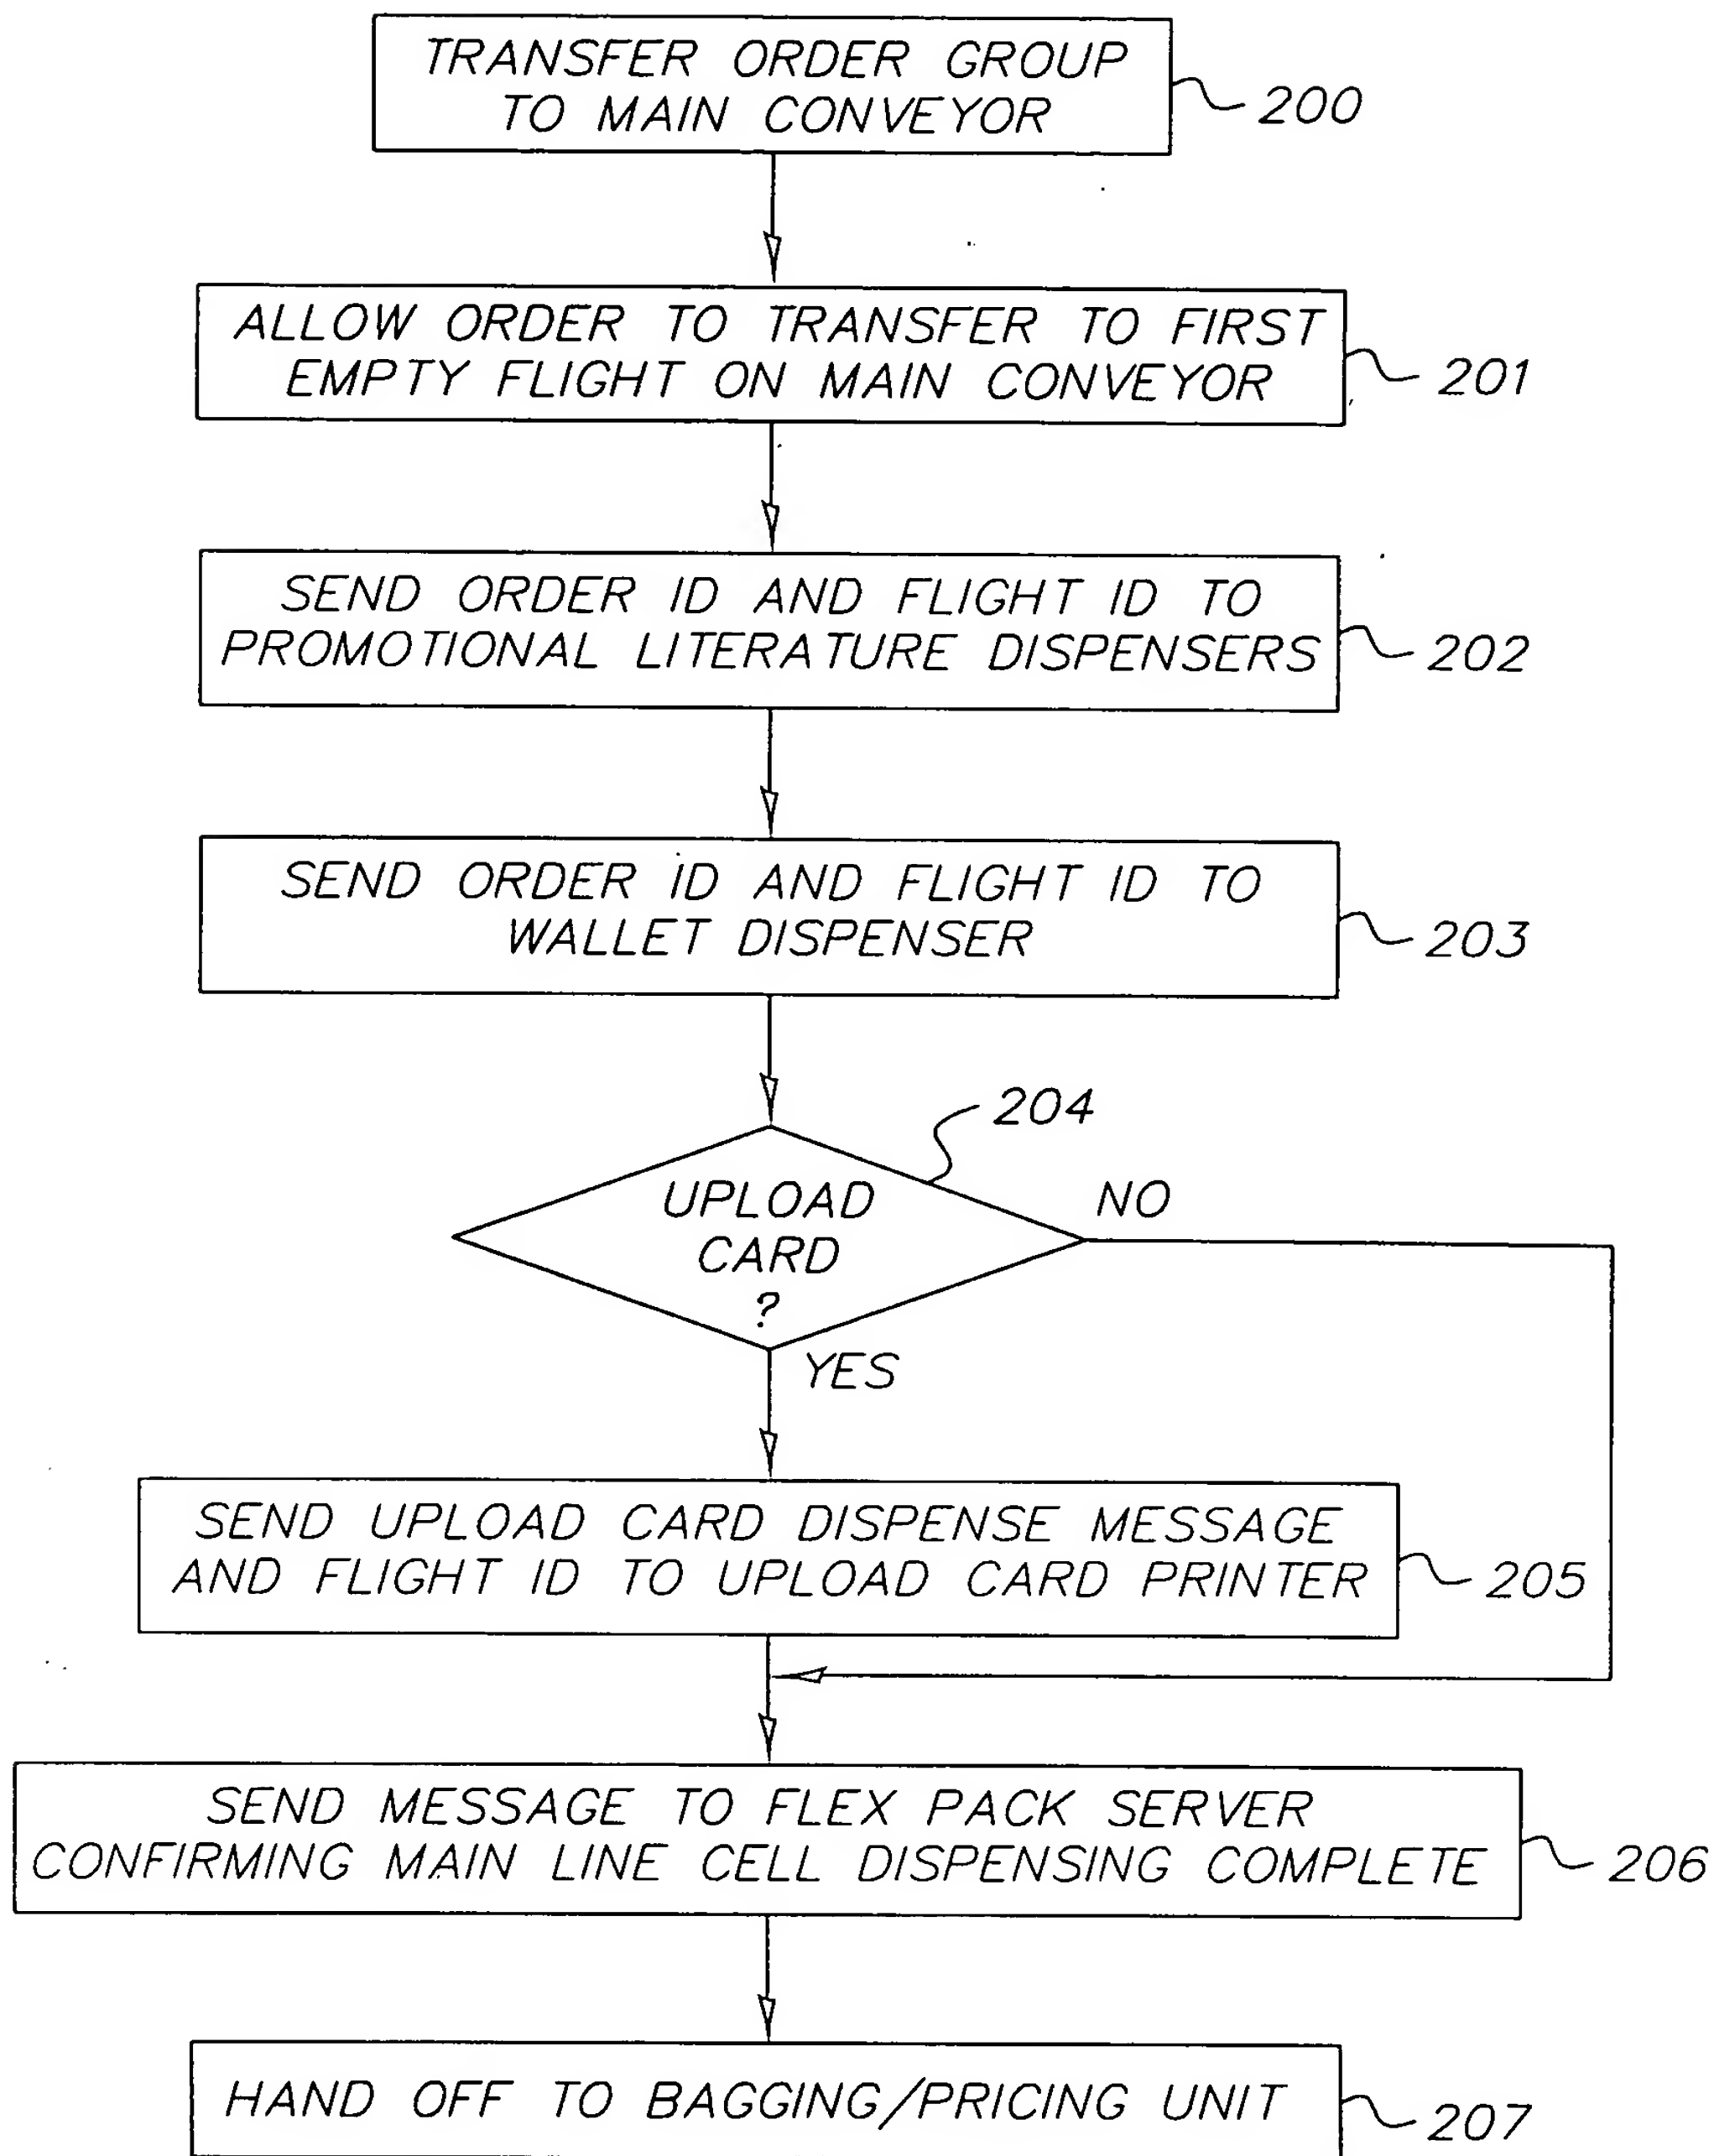 TRANSFER ORDER GROUP
TO MAIN CONVEYOR
200
ALLOW ORDER TO TRANSFER TO FIRST
EMPTY FLIGHT ON MAIN CONVEYOR
201
SEND ORDER ID AND FLIGHT ID TO
PROMOTIONAL LITERATURE DISPENSERS
202
SEND ORDER ID AND FLIGHT ID TO
WALLET DISPENSER
203
204
UPLOAD
CARD
?
NO
YES
SEND UPLOAD CARD DISPENSE MESSAGE
AND FLIGHT ID TO UPLOAD CARD PRINTER
205
SEND MESSAGE TO FLEX PACK SERVER
CONFIRMING MAIN LINE CELL DISPENSING COMPLETE
206
HAND OFF TO BAGGING/PRICING UNIT
207